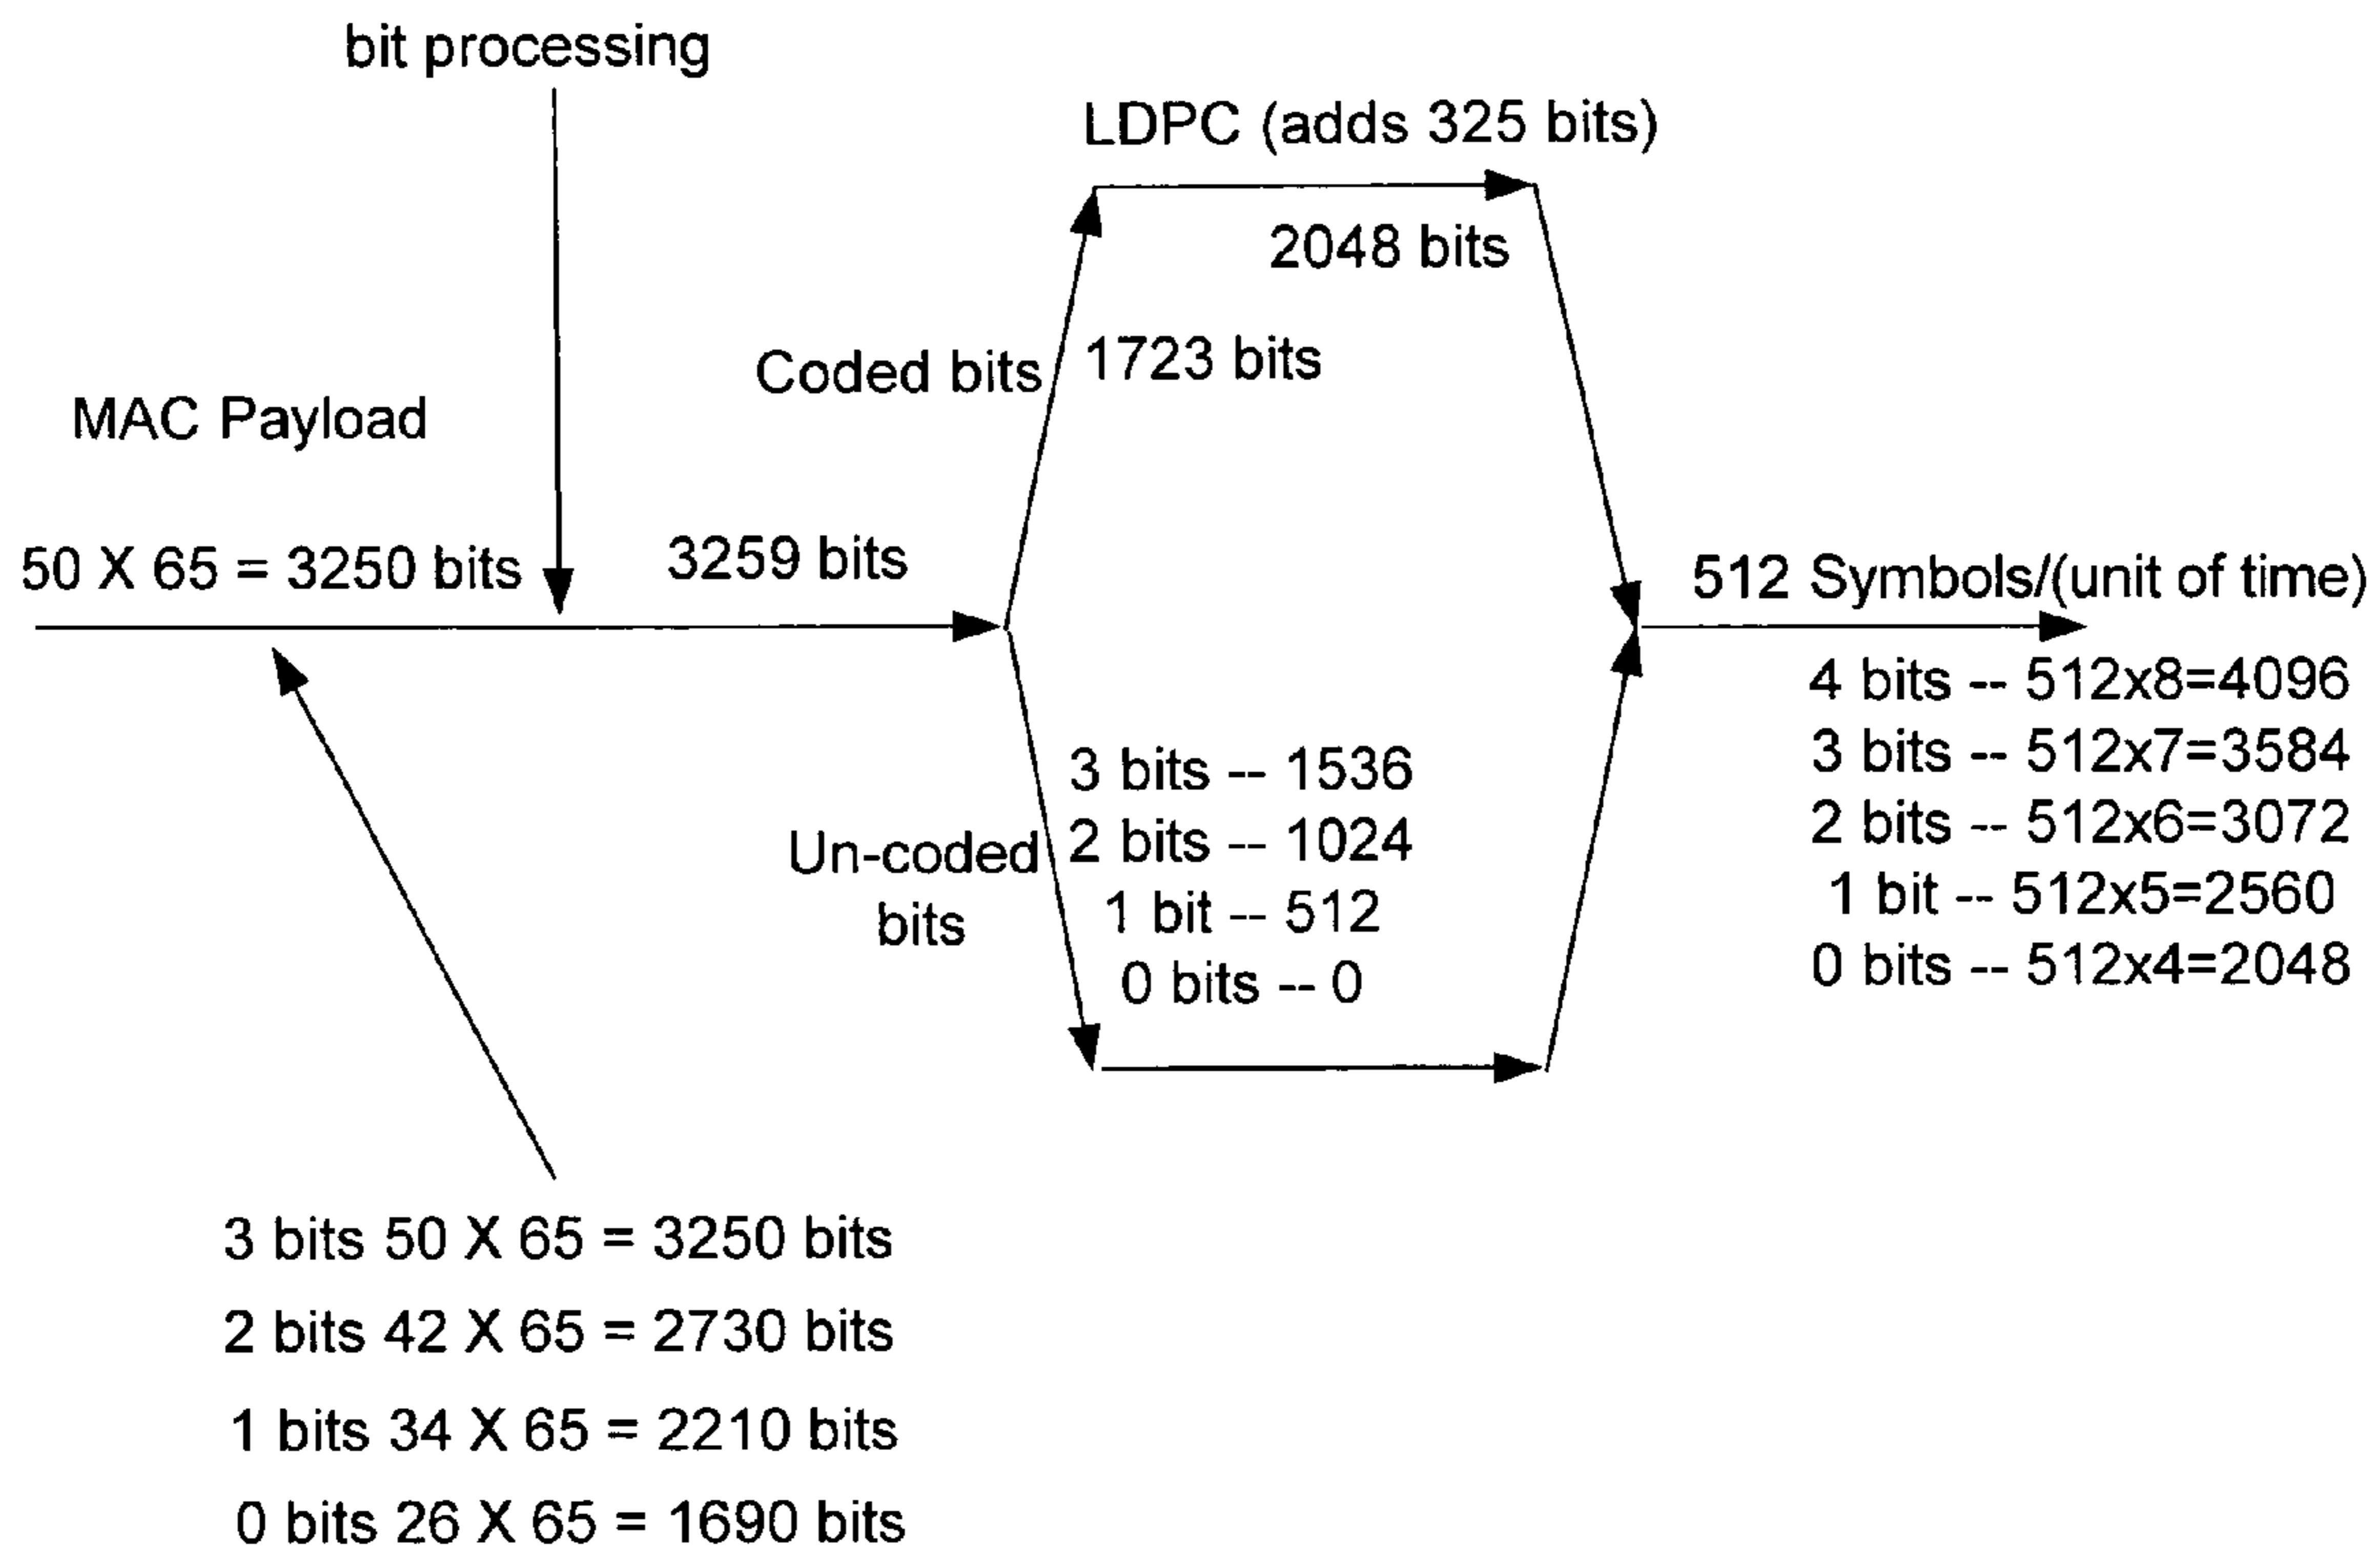 bit processing
LDPC (adds 325 bits)
2048 bits
Coded bits
1723 bits
MAC Payload
50 X 65 = 3250 bits
3259 bits
512 Symbols/(unit of time)
4 bits -- 512x8=4096
3 bits -- 512x7=3584
2 bits -- 512x6=3072
1 bit -- 512x5=2560
0 bits -- 512x4=2048
3 bits -- 1536
2 bits -- 1024
1 bit -- 512
0 bits -- 0
Un-coded
bits
3 bits 50 X 65 = 3250 bits
2 bits 42 X 65 = 2730 bits
1 bits 34 X 65 = 2210 bits
0 bits 26 X 65 = 1690 bits